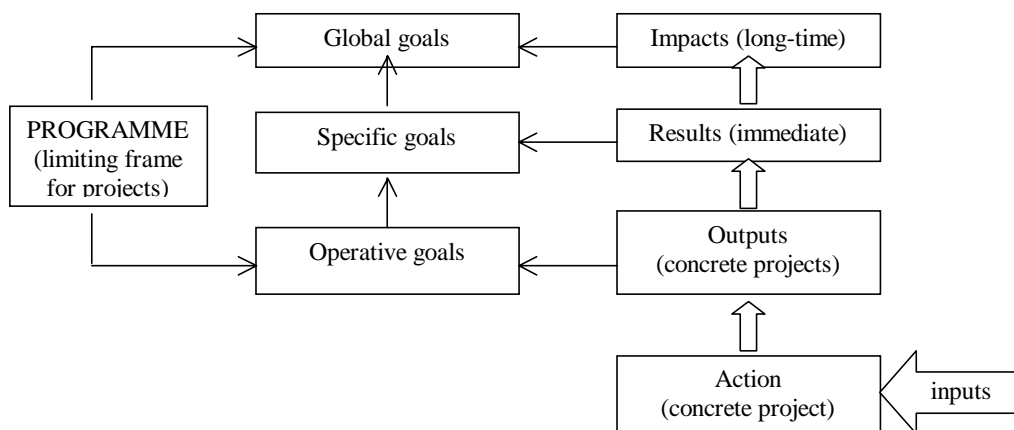 Global goals
Impacts (long-time)
PROGRAMME
(limiting frame
for projects)
Specific goals
Results (immediate)
Operative goals
Outputs
(concrete projects)
Action
(concrete project)
inputs